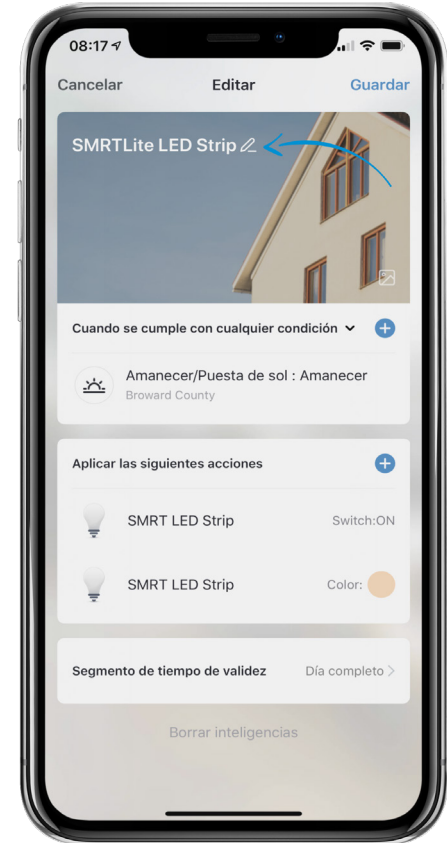 08:17
Cancelar
Editar
Guardar
SMRTLite LED Strip
Cuando se cumple con cualquier condición
Amanecer/Puesta de sol : Amanecer
Broward County
Aplicar las siguientes acciones
SMRT LED Strip
Switch:ON
SMRT LED Strip
Color:
Segmento de tiempo de validez
Día completo
Borrar inteligencias